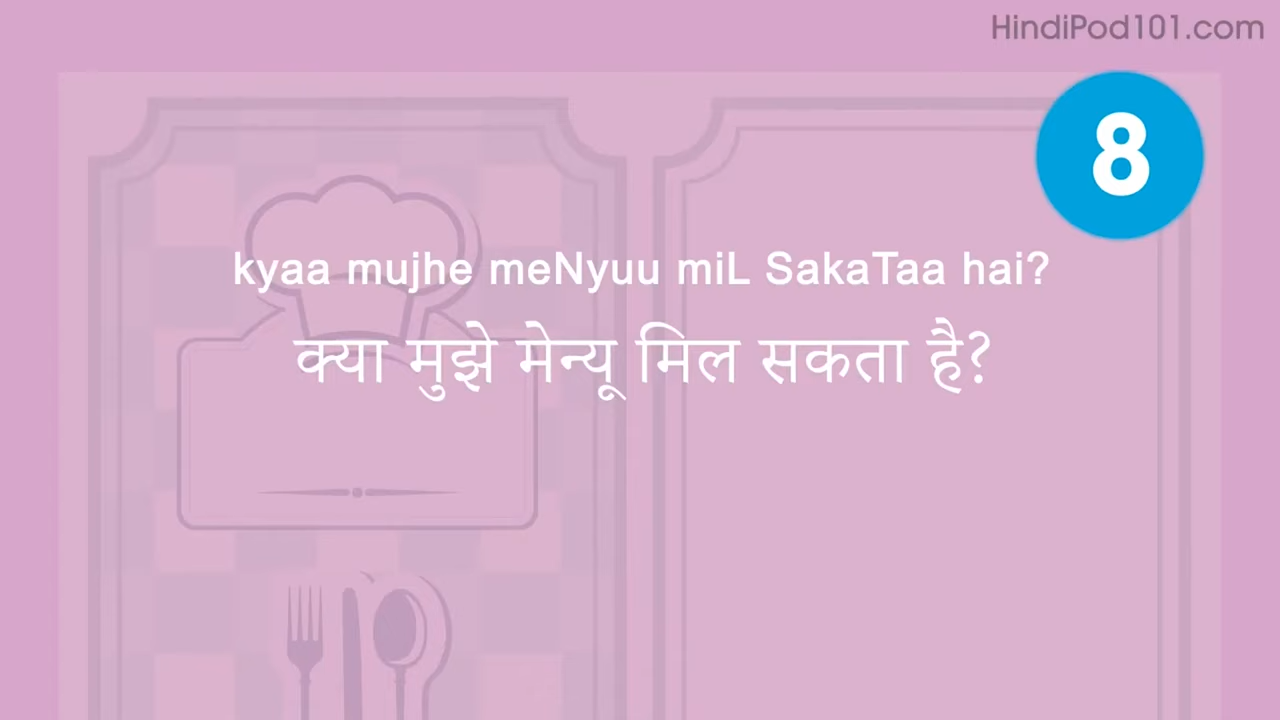 HindiPod101.com
8
kyaa mujhe meNyuu miL SakaTaa hai?
क्या मुझे मेन्यू मिल सकता है?